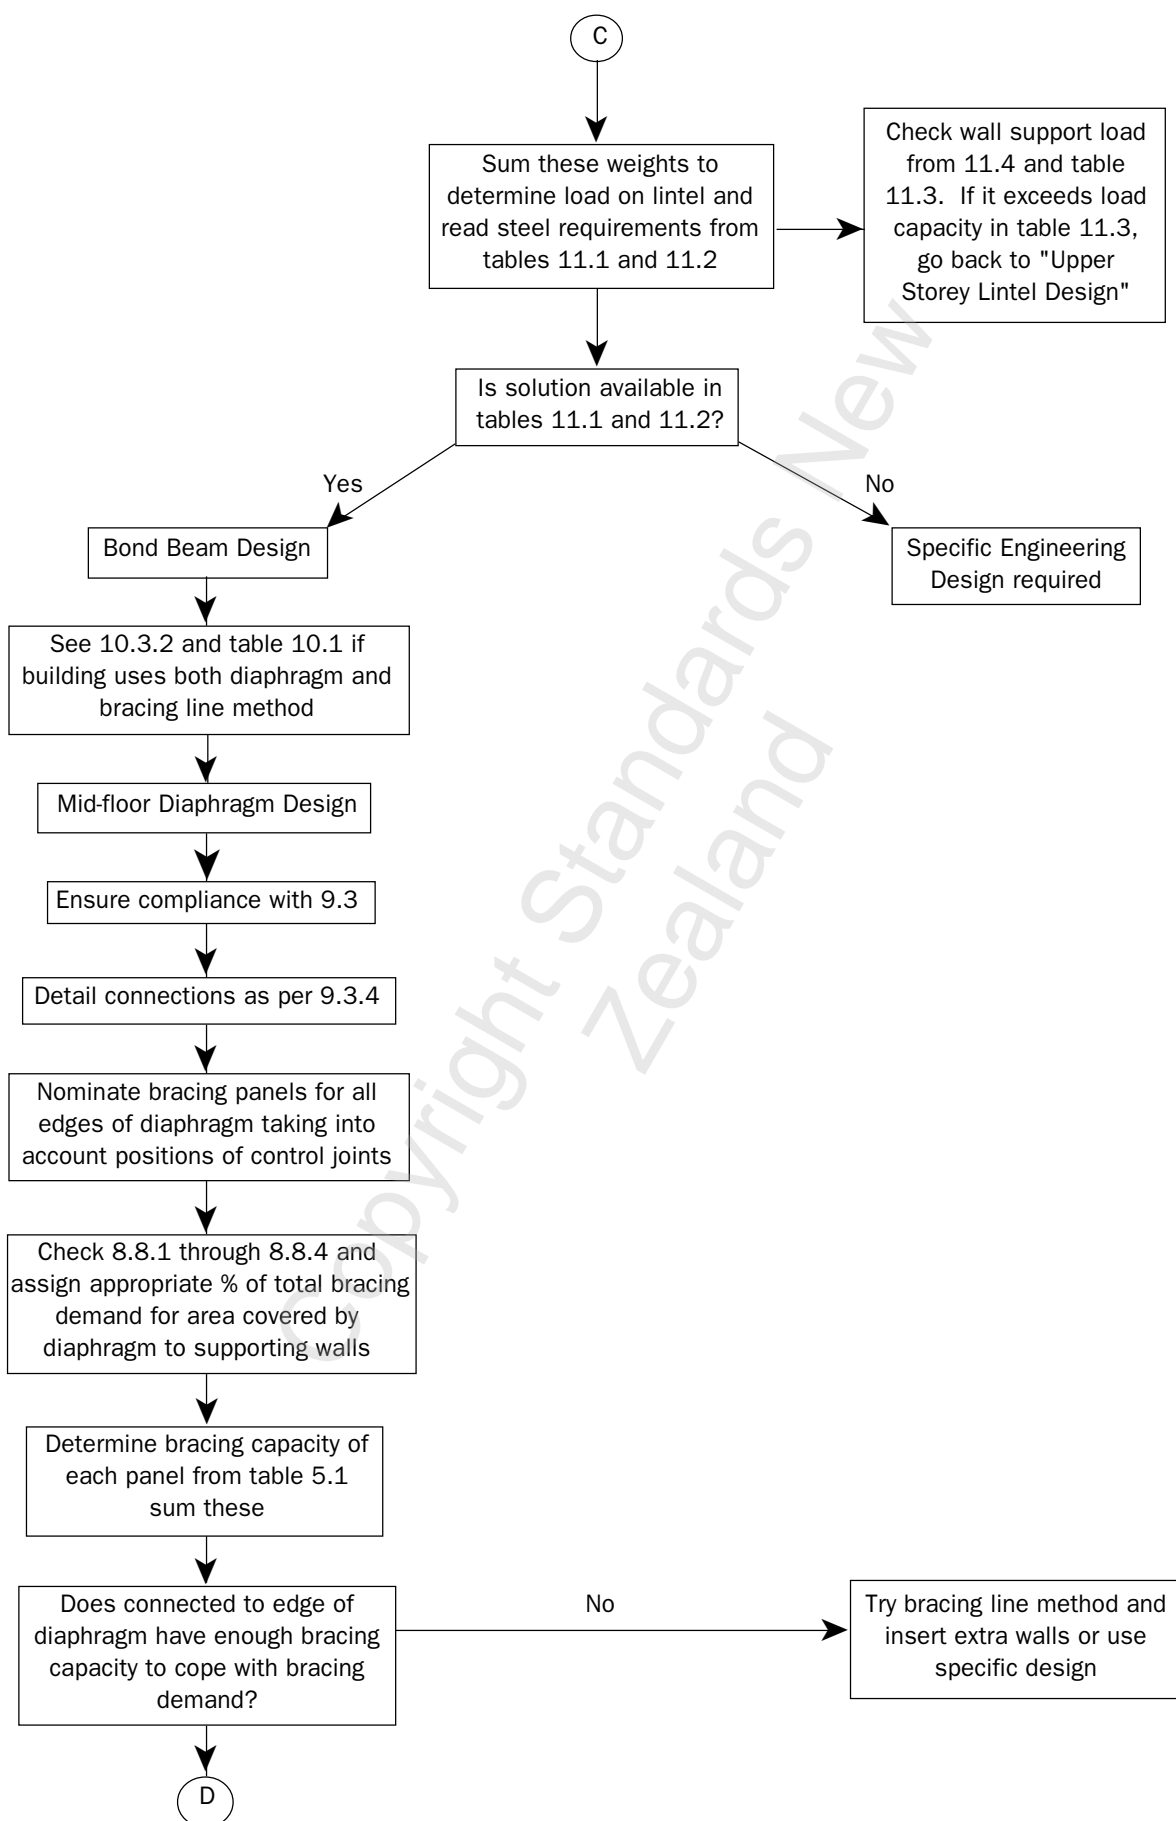 C
Sum these weights to
determine load on lintel and
read steel requirements from
tables 11.1 and 11.2
Check wall support load
from 11.4 and table
11.3.  If it exceeds load
capacity in table 11.3,
go back to "Upper
Storey Lintel Design"
Is solution available in
tables 11.1 and 11.2?
Yes
No
Bond Beam Design
Specific Engineering
Design required
See 10.3.2 and table 10.1 if
building uses both diaphragm and
bracing line method
Mid-floor Diaphragm Design
Ensure compliance with 9.3
Detail connections as per 9.3.4
Nominate bracing panels for all
edges of diaphragm taking into
account positions of control joints
Check 8.8.1 through 8.8.4 and
assign appropriate % of total bracing
demand for area covered by
diaphragm to supporting walls
Determine bracing capacity of
each panel from table 5.1
sum these
Does connected to edge of
diaphragm have enough bracing
capacity to cope with bracing
demand?
No
Try bracing line method and
insert extra walls or use
specific design
D
Copyright Standards New
Zealand